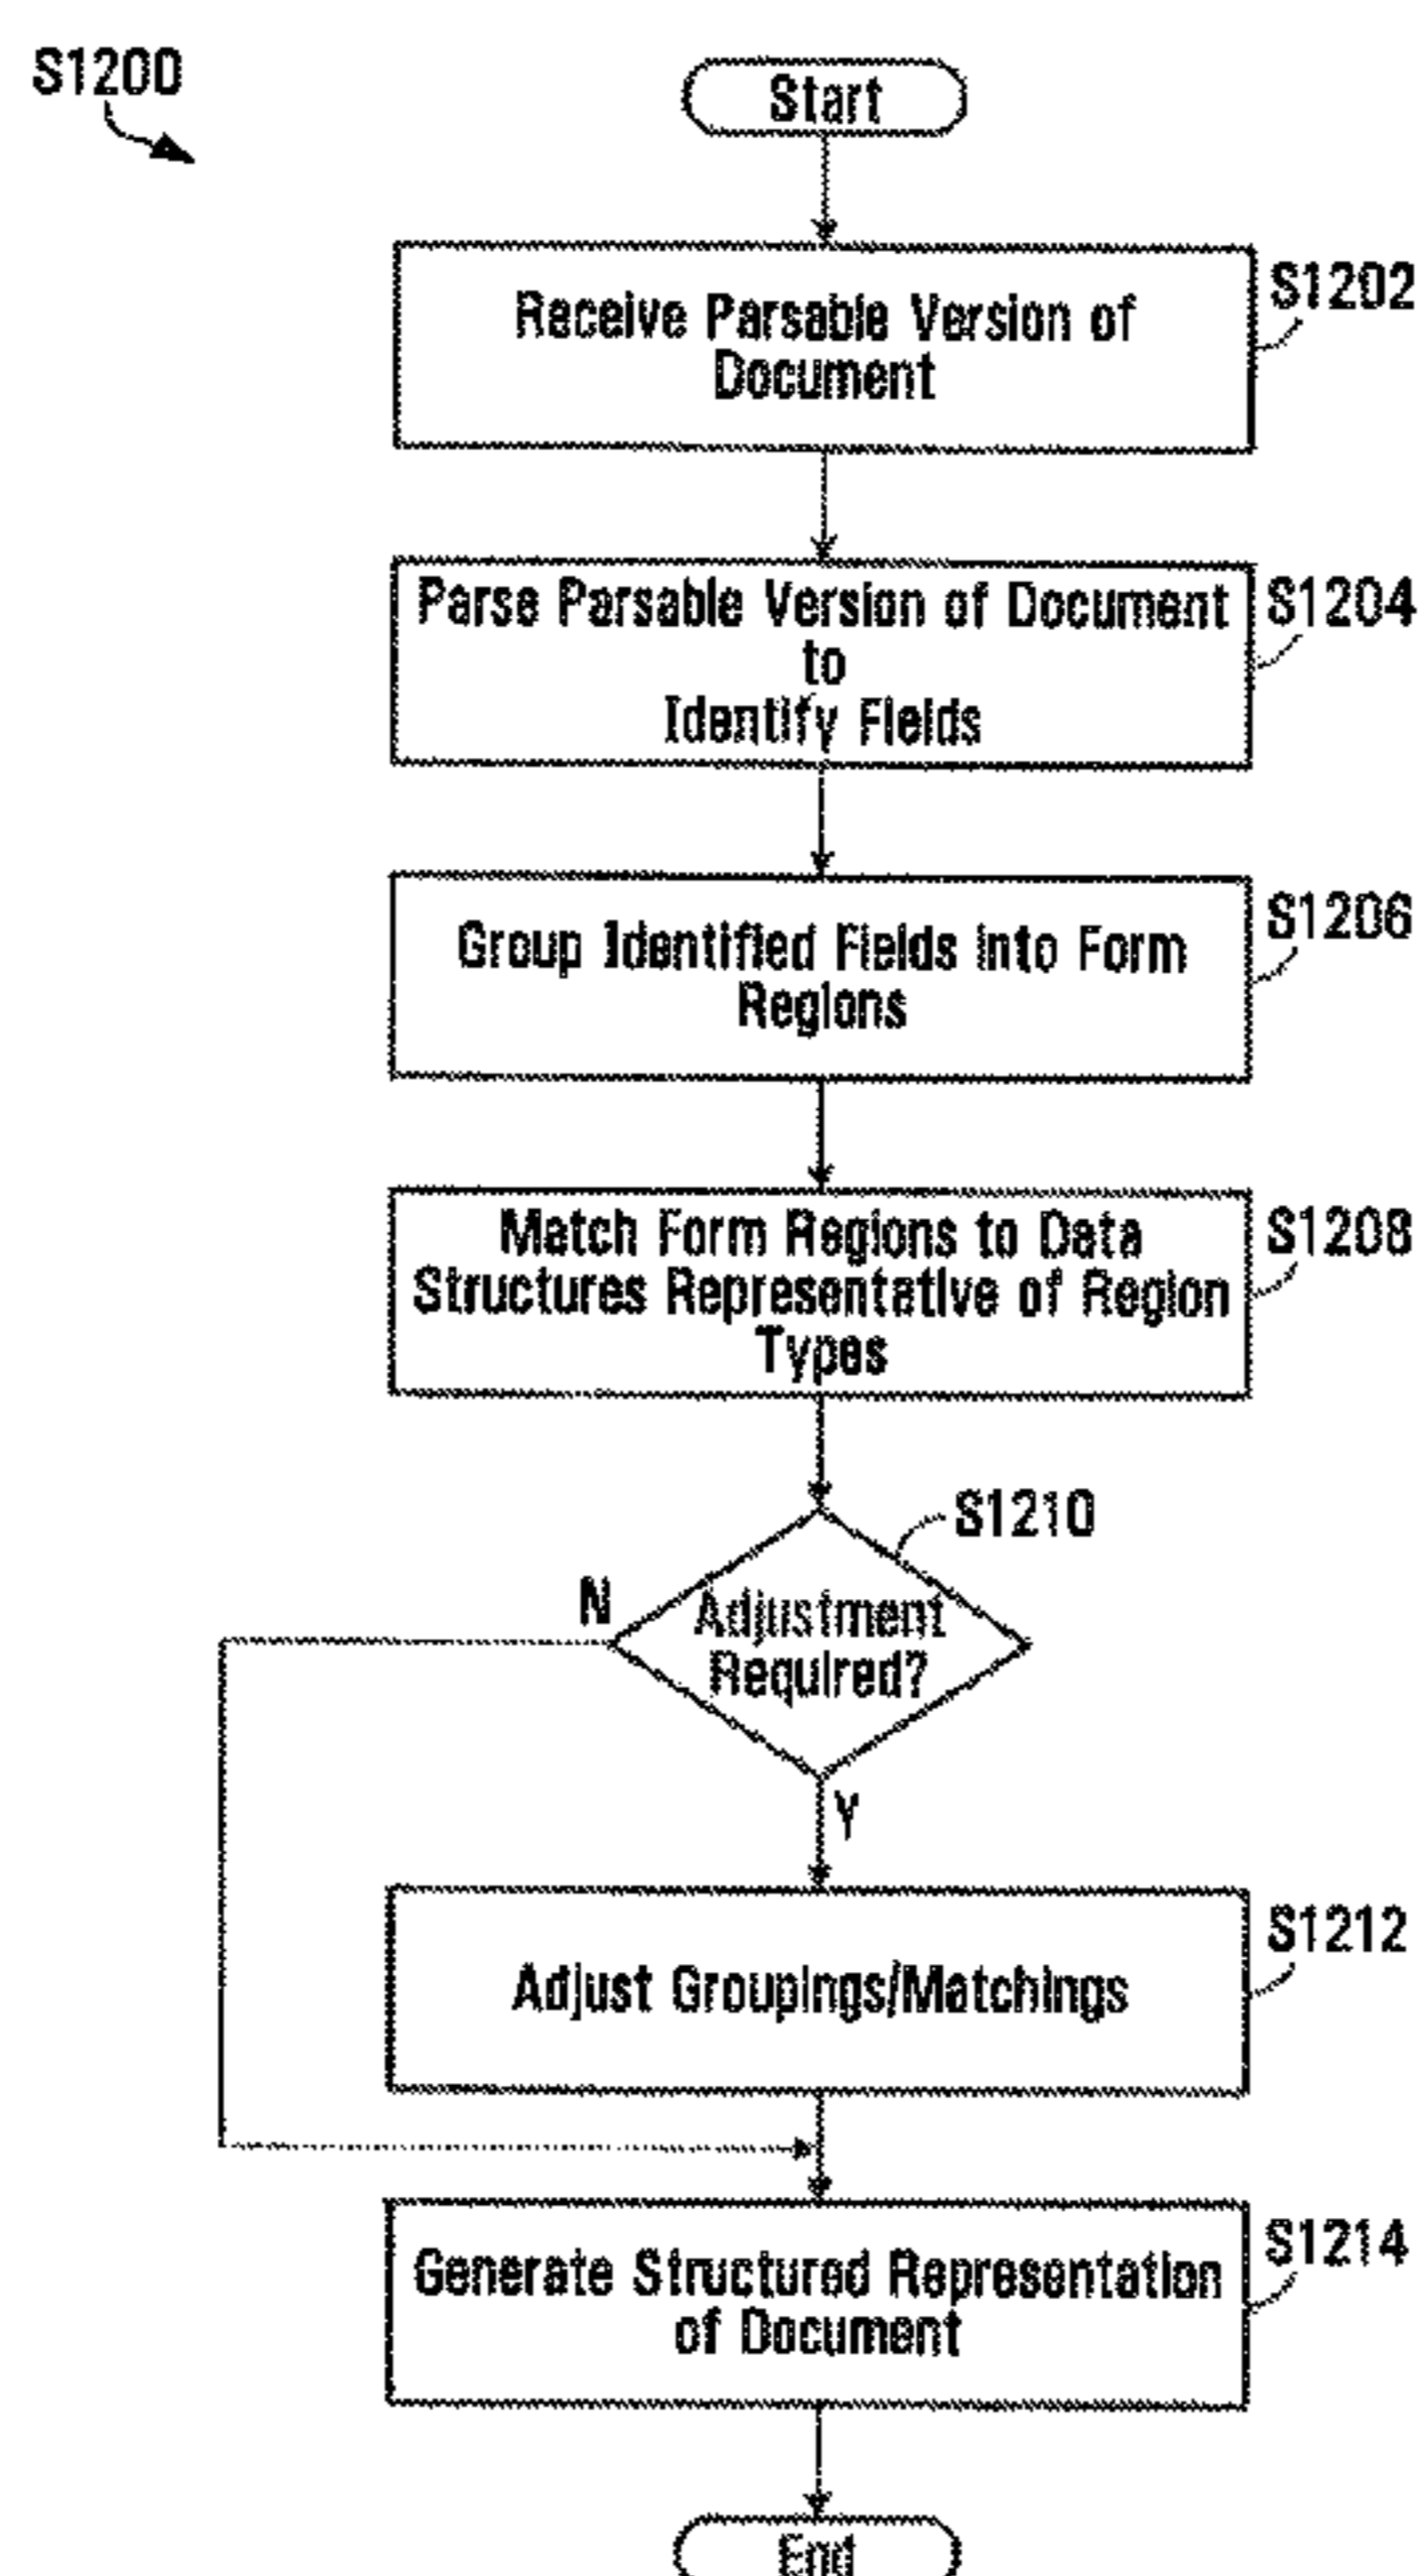 S1200
Start
Receive Parsable Version of
Document
S1202
Parse Parsable Version of Document
to
Identify Fields
S1204
Group Identified Fields into Form
Regions
S1206
Match Form Regions to Data
Structures Representative of Region
Types
S1208
S1210
Adjustment
Required?
N
Y
Adjust Groupings/Matchings
S1212
Generate Structured Representation
of Document
S1214
End